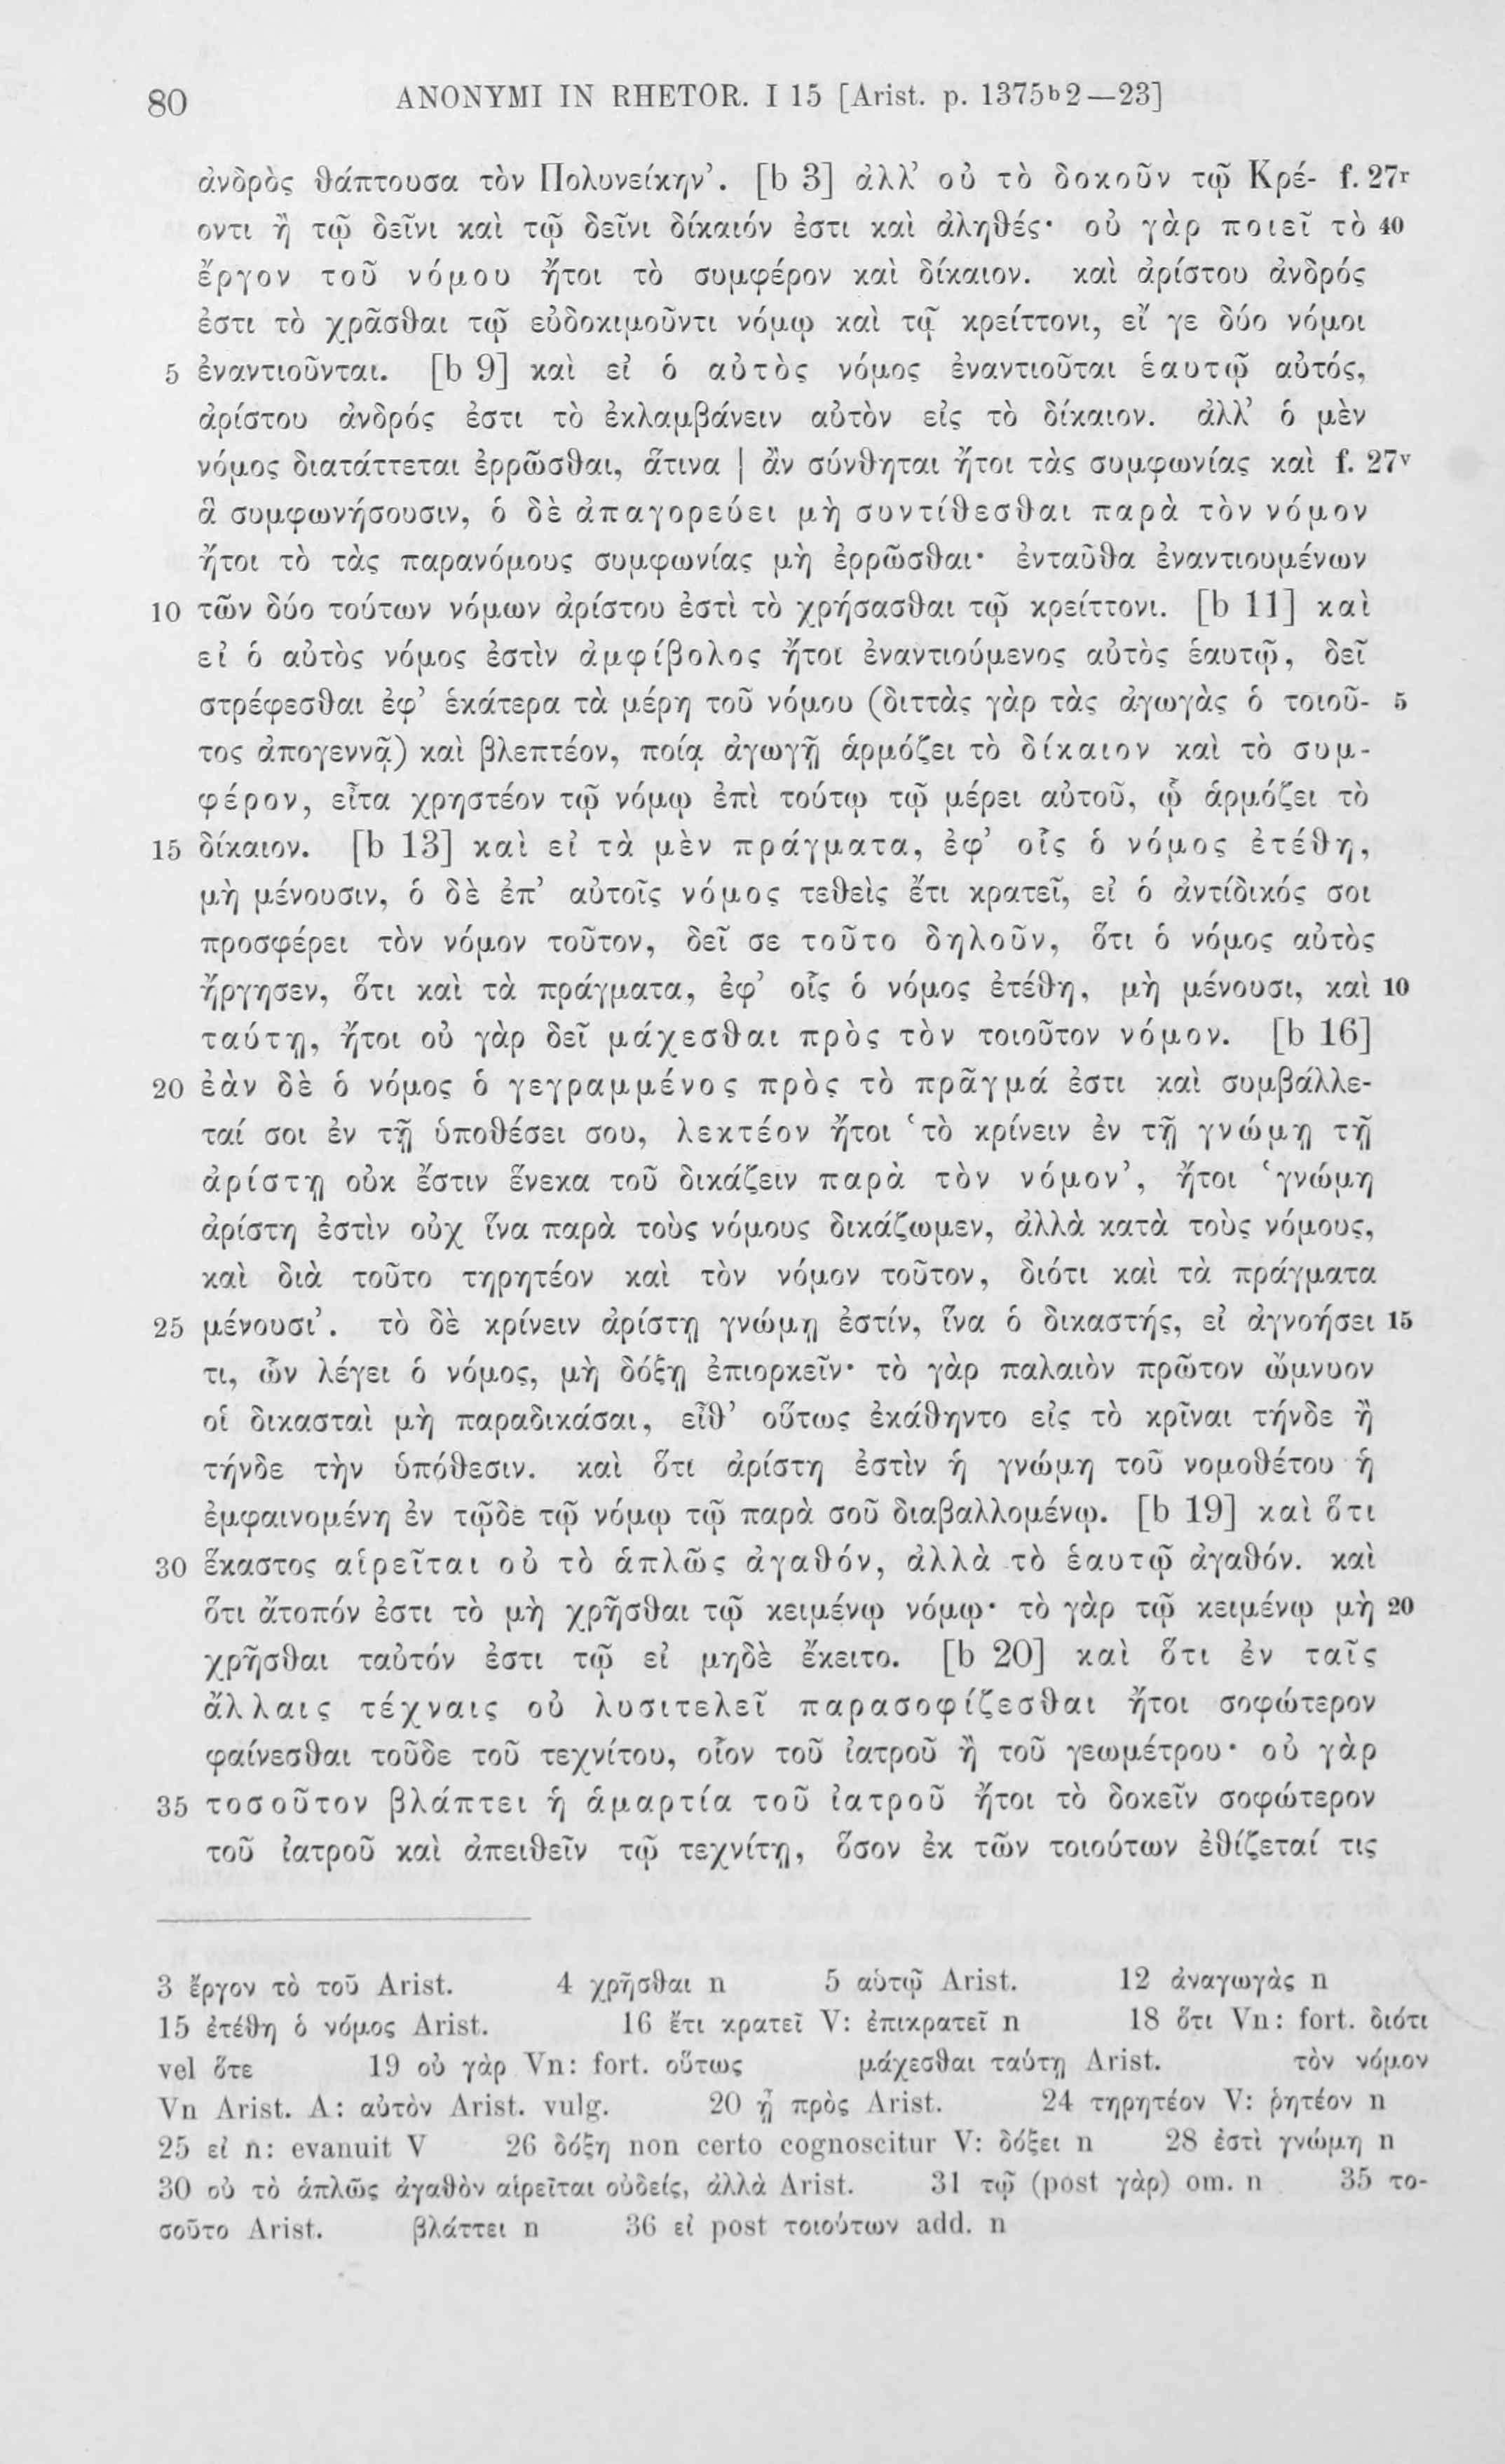 80 ANONYMI IN RHETOR. I 15 [Arist. p. 1375b2—23]
ἀνδρὸς θάπτουσα τὸν Πολυνείκην’. [b 3] ἀλλ’ οὐ τὸ δοκοῦν τῷ Κρέ- f. 27r
οντι ἢ τῷ δεῖνι καὶ τῷ δεῖνι δίκαιόν ἐστι καὶ ἀληθές· οὐ γὰρ ποιεῖ τὸ 40
ἔργον τοῦ νόμου ἤτοι τὸ συμφέρον καὶ δίκαιον. καὶ ἀρίστου ἀνδρός
ἐστι τὸ χρᾶσθαι τῷ εὐδοκιμοῦντι νόμῳ καὶ τῷ κρείττονι, εἴ γε δύο νόμοι
5 ἐναντιοῦνται. [b 9] καὶ εἰ ὁ αὐτὸς νόμος ἐναντιοῦται ἑαυτῷ αὐτός,
ἀρίστου ἀνδρός ἐστι τὸ ἐκλαμβάνειν αὐτὸν εἰς τὸ δίκαιον. ἀλλ’ ὁ μὲν
νόμος διατάττεται ἐρρῶσθαι, ἅτινα | ἂν σύνθηται ἤτοι τὰς συμφωνίας καὶ f. 27v
ἃ συμφωνήσουσιν, ὁ δὲ ἀπαγορεύει μὴ συντίθεσθαι παρὰ τὸν νόμον
ἤτοι τὸ τὰς παρανόμους συμφωνίας μὴ ἐρρῶσθαι· ἐνταῦθα ἐναντιουμένων
10 τῶν δύο τούτων νόμων ἀρίστου ἐστὶ τὸ χρήσασθαι τῷ κρείττονι. [b 11] καὶ
εἰ ὁ αὐτὸς νόμος ἐστὶν ἀμφίβολος ἤτοι ἐναντιούμενος αὐτὸς ἑαυτῷ, δεῖ
στρέφεσθαι ἐφ’ ἑκάτερα τὰ μέρη τοῦ νόμου (διττὰς γὰρ τὰς ἀγωγὰς ὁ τοιοῦ- 5
τος ἀπογεννᾷ) καὶ βλεπτέον, ποίᾳ ἀγωγῇ ἁρμόζει τὸ δίκαιον καὶ τὸ συμ-
φέρον, εἶτα χρηστέον τῷ νόμῳ ἐπὶ τούτῳ τῷ μέρει αὐτοῦ, ᾧ ἁρμόζει τὸ
15 δίκαιον. [b 13] καὶ εἰ τὰ μὲν πράγματα, ἐφ’ οἷς ὁ νόμος ἐτέθη,
μὴ μένουσιν, ὁ δὲ ἐπ’ αὐτοῖς νόμος τεθεὶς ἔτι κρατεῖ, εἰ ὁ ἀντίδικός σοι
προσφέρει τὸν νόμον τοῦτον, δεῖ σε τοῦτο δηλοῦν, ὅτι ὁ νόμος αὐτὸς
ἤργησεν, ὅτι καὶ τὰ πράγματα, ἐφ’ οἷς ὁ νόμος ἐτέθη, μὴ μένουσι, καὶ 10
ταύτῃ, ἤτοι οὐ γὰρ δεῖ μάχεσθαι πρὸς τὸν τοιοῦτον νόμον. [b 16]
20 ἐὰν δὲ ὁ νόμος ὁ γεγραμμένος πρὸς τὸ πρᾶγμά ἐστι καὶ συμβάλλε-
ταί σοι ἐν τῇ ὑποθέσει σου, λεκτέον ἤτοι ‘τὸ κρίνειν ἐν τῇ γνώμῃ τῇ
ἀρίστῃ οὐκ ἔστιν ἕνεκα τοῦ δικάζειν παρὰ τὸν νόμον’, ἤτοι ‘γνώμη
ἀρίστη ἐστὶν οὐχ ἵνα παρὰ τοὺς νόμους δικάζωμεν, ἀλλὰ κατὰ τοὺς νόμους,
καὶ διὰ τοῦτο τηρητέον καὶ τὸν νόμον τοῦτον, διότι καὶ τὰ πράγματα
25 μένουσι’. τὸ δὲ κρίνειν ἀρίστῃ γνώμῃ ἐστίν, ἵνα ὁ δικαστής, εἰ ἀγνοήσει 15
τι, ὧν λέγει ὁ νόμος, μὴ δόξῃ ἐπιορκεῖν· τὸ γὰρ παλαιὸν πρῶτον ὤμνυον
οἱ δικασταὶ μὴ παραδικάσαι, εἶθ’ οὕτως ἐκάθηντο εἰς τὸ κρῖναι τήνδε ἢ
τήνδε τὴν ὑπόθεσιν. καὶ ὅτι ἀρίστη ἐστὶν ἡ γνώμη τοῦ νομοθέτου ἡ
ἐμφαινομένη ἐν τῷδε τῷ νόμῳ τῷ παρὰ σοῦ διαβαλλομένῳ. [b 19] καὶ ὅτι
30 ἕκαστος αἱρεῖται οὐ τὸ ἁπλῶς ἀγαθόν, ἀλλὰ τὸ ἑαυτῷ ἀγαθόν. καὶ
ὅτι ἄτοπόν ἐστι τὸ μὴ χρῆσθαι τῷ κειμένῳ νόμῳ· τὸ γὰρ τῷ κειμένῳ μὴ 20
χρῆσθαι ταὐτόν ἐστι τῷ εἰ μηδὲ ἔκειτο. [b 20] καὶ ὅτι ἐν ταῖς
ἄλλαις τέχναις οὐ λυσιτελεῖ παρασοφίζεσθαι ἤτοι σοφώτερον
φαίνεσθαι τοῦδε τοῦ τεχνίτου, οἷον τοῦ ἰατροῦ ἢ τοῦ γεωμέτρου· οὐ γὰρ
35 τοσοῦτον βλάπτει ἡ ἁμαρτία τοῦ ἰατροῦ ἤτοι τὸ δοκεῖν σοφώτερον
τοῦ ἰατροῦ καὶ ἀπειθεῖν τῷ τεχνίτῃ, ὅσον ἐκ τῶν τοιούτων ἐθίζεταί τις
3 ἔργον τὸ τοῦ Arist. 4 χρῆσθαι n 5 αὑτῷ Arist. 12 ἀναγωγὰς n
15 ἐτέθη ὁ νόμος Arist. 16 ἔτι κρατεῖ V: ἐπικρατεῖ n 18 ὅτι Vn: fort. διότι
vel ὅτε 19 οὐ γὰρ Vn: fort. οὕτως μάχεσθαι ταύτῃ Arist. τὸν νόμον
Vn Arist. A: αὐτὸν Arist. vulg. 20 ᾖ πρὸς Arist. 24 τηρητέον V: ῥητέον n
25 εἰ n: evanuit V 26 δόξῃ non certo cognoscitur V: δόξει n 28 ἐστὶ γνώμη n
30 οὐ τὸ ἁπλῶς ἀγαθὸν αἱρεῖται οὐδείς, ἀλλὰ Arist. 31 τῷ (post γὰρ) om. n 35 το-
σοῦτο Arist. βλάττει n 36 εἰ post τοιούτων add. n